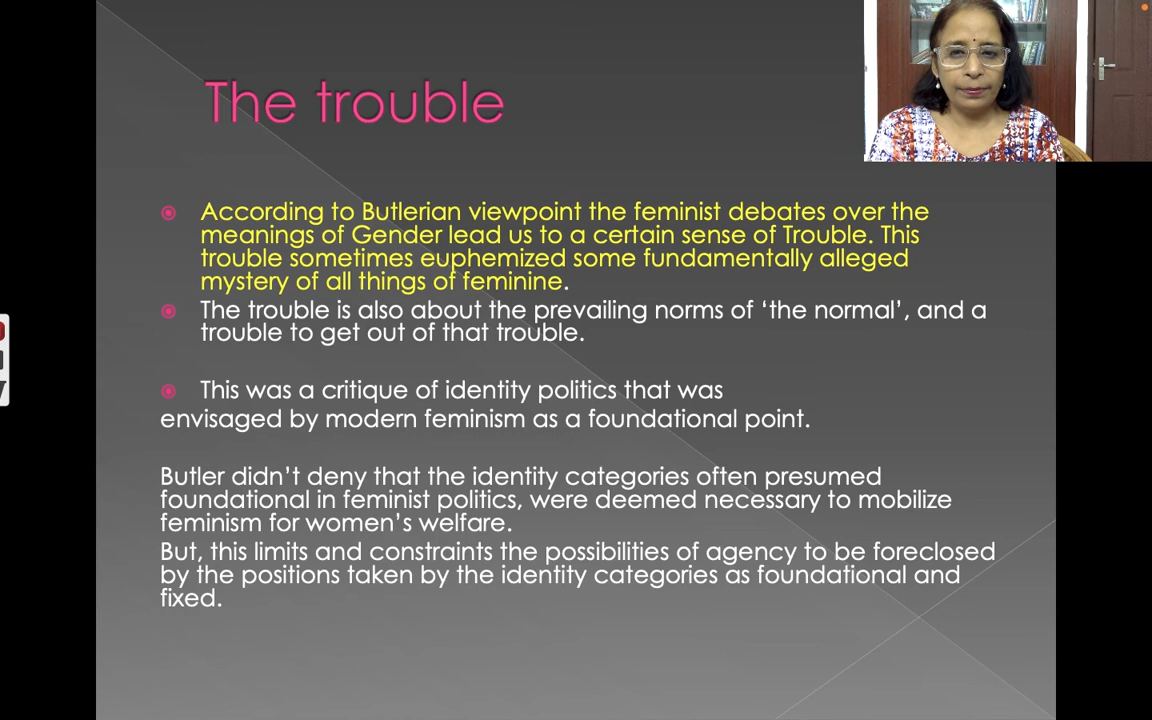 The trouble
According to Butlerian viewpoint the feminist debates over the
meanings of Gender lead us to a certain sense of Trouble. This
trouble sometimes euphemized some fundamentally alleged
mystery of all things of feminine.
The trouble is also about the prevailing norms of ‘the normal’, and a
trouble to get out of that trouble.
This was a critique of identity politics that was
envisaged by modern feminism as a foundational point.
Butler didn’t deny that the identity categories often presumed
foundational in feminist politics, were deemed necessary to mobilize
feminism for women’s welfare.
But, this limits and constraints the possibilities of agency to be foreclosed
by the positions taken by the identity categories as foundational and
fixed.